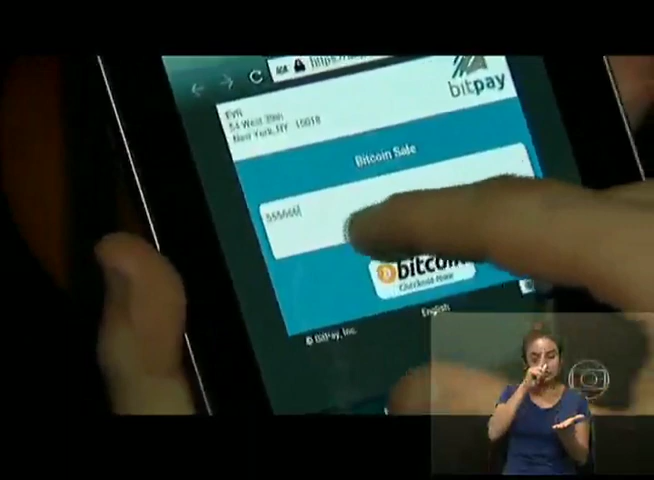 https://
bitpay
EVR
54 West 39th
New York, NY 10018
Bitcoin Sale
bitcoin
Checkout Now
English
© BitPay, Inc.